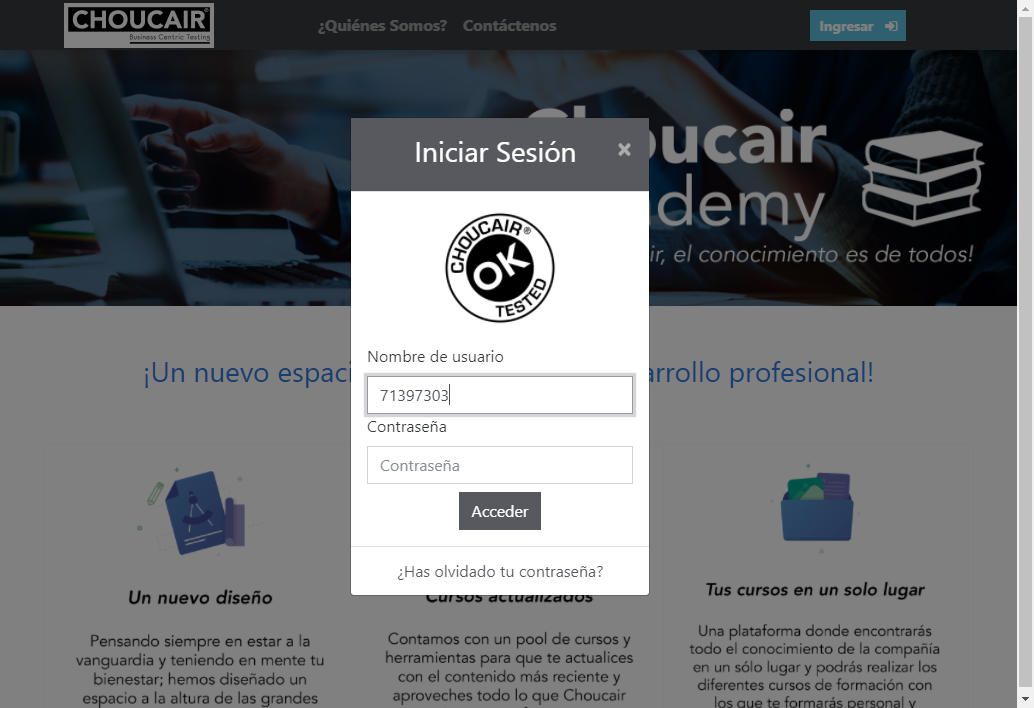 CHOUCAIR®
Business Centric Testing
¿Quiénes Somos?
Contáctenos
Ingresar
Choucair
demy
ir, el conocimiento es de todos!
Iniciar Sesión
×
CHOUCAIR®
OK
TESTED
Nombre de usuario
71397303
Contraseña
Contraseña
Acceder
¿Has olvidado tu contraseña?
¡Un nuevo espaci
rrollo profesional!
Un nuevo diseño
Pensando siempre en estar a la
vanguardia y teniendo en mente tu
bienestar; hemos diseñado un
espacio a la altura de las grandes
Cursos actualizados
Contamos con un pool de cursos y
herramientas para que te actualices
con el contenido más reciente y
aproveches todo lo que Choucair
Tus cursos en un solo lugar
Una plataforma donde encontrarás
todo el conocimiento de la compañía
en un sólo lugar y podrás realizar los
diferentes cursos de formación con
los que te formarás personal y